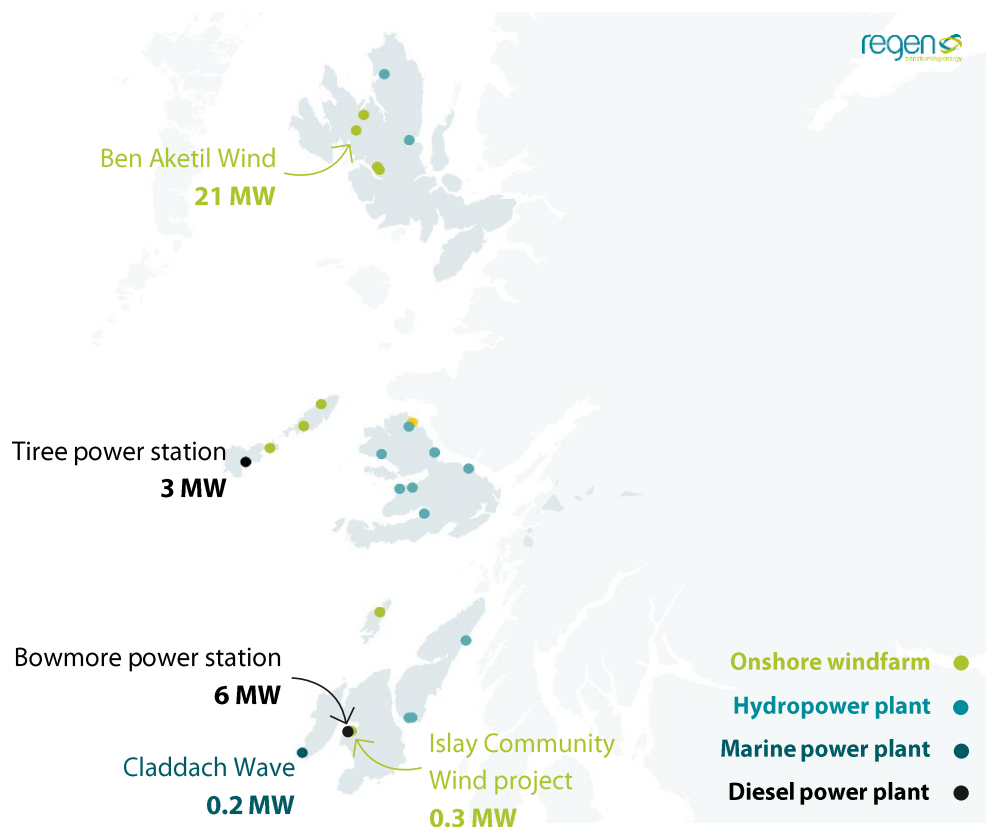 regen
transforming energy
Ben Aketil Wind
21 MW
Tiree power station
3 MW
Bowmore power station
6 MW
Claddach Wave
0.2 MW
Islay Community
Wind project
0.3 MW
Onshore windfarm
Hydropower plant
Marine power plant
Diesel power plant